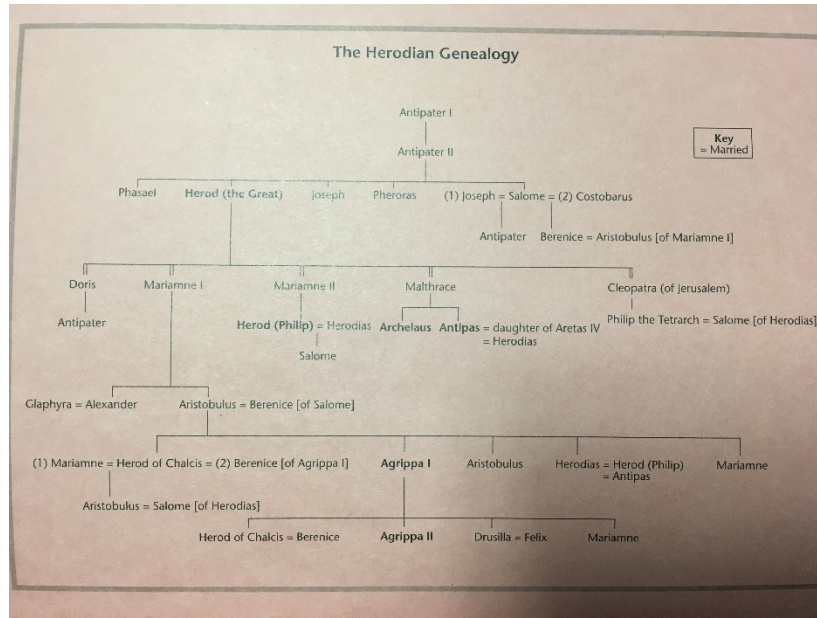 The Herodian Genealogy
Antipater I
Key
= Married
Antipater II
Phasael Herod (the Great) Joseph Pheroras (1) Joseph = Salome = (2) Costobarus
Antipater Berenice = Aristobulus [of Mariamne I]
Doris Mariamne I Mariamne II Malthrace Cleopatra (of Jerusalem)
Antipater Herod (Philip) = Herodias Archelaus Antipas = daughter of Aretas IV Philip the Tetrarch = Salome [of Herodias]
= Herodias
Salome
Glaphyra = Alexander Aristobulus = Berenice [of Salome]
(1) Mariamne = Herod of Chalcis = (2) Berenice [of Agrippa I] Agrippa I Aristobulus Herodias = Herod (Philip) Mariamne
= Antipas
Aristobulus = Salome [of Herodias]
Herod of Chalcis = Berenice Agrippa II Drusilla = Felix Mariamne